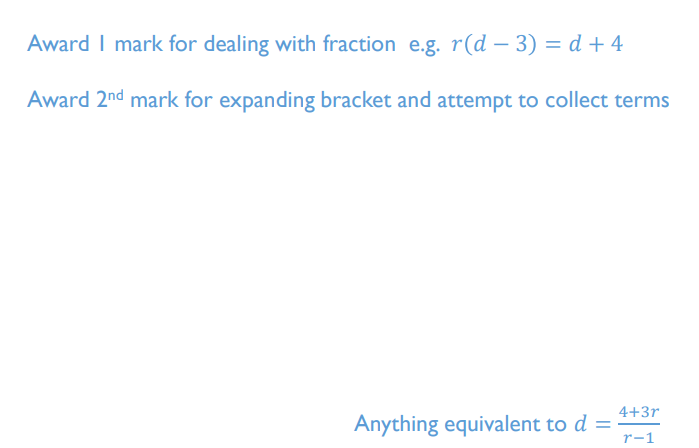 Award 1 mark for dealing with fraction e.g. r(d − 3) = d + 4
Award 2nd mark for expanding bracket and attempt to collect terms
Anything equivalent to d = (4+3r)/(r−1)